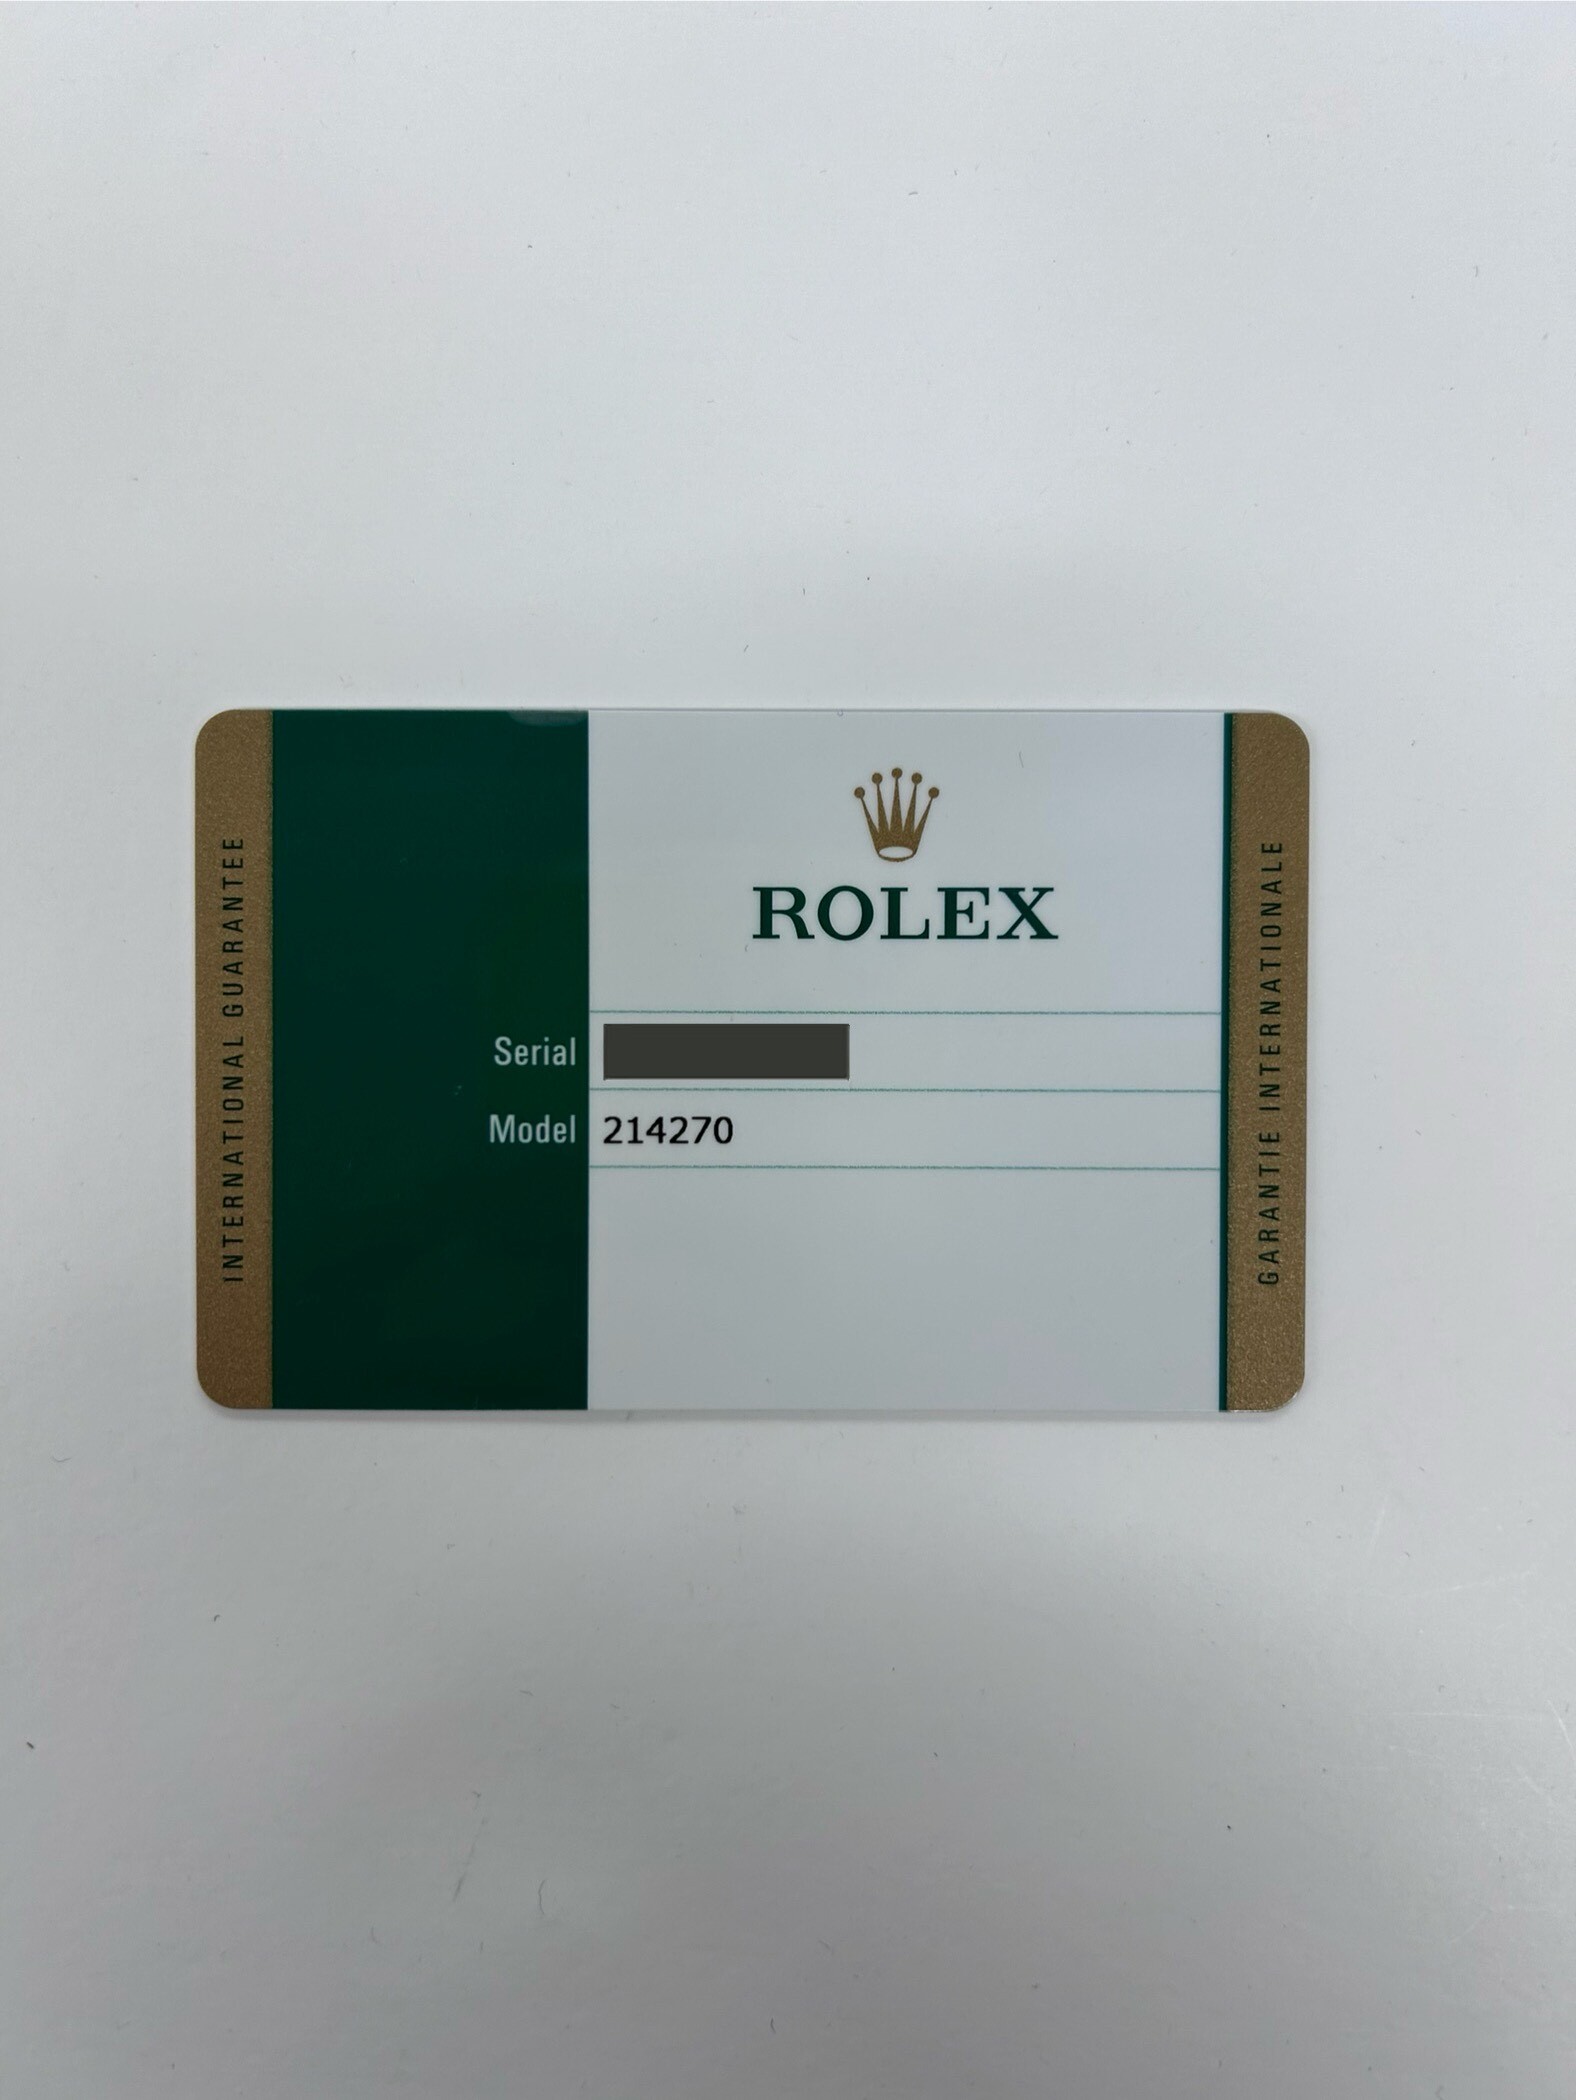 INTERNATIONAL GUARANTEE
ROLEX
Serial
Model 214270
GARANTIE INTERNATIONALE